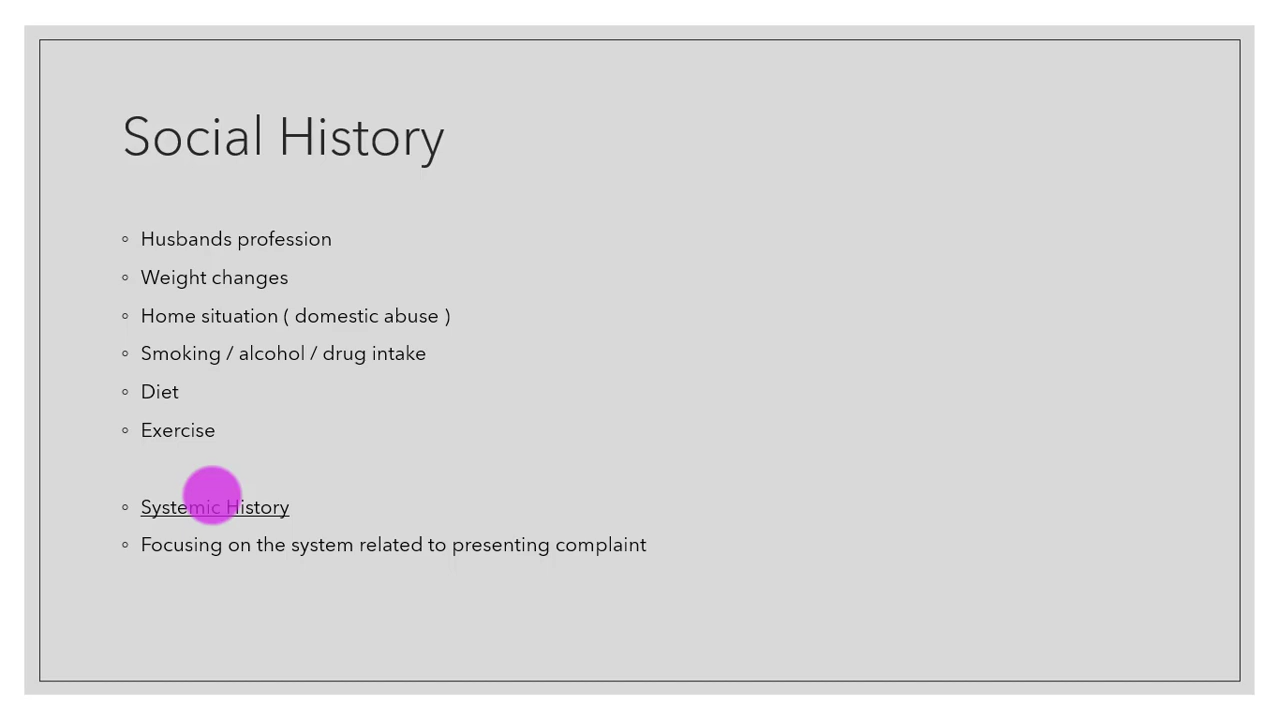 Social History
Husbands profession
Weight changes
Home situation ( domestic abuse )
Smoking / alcohol / drug intake
Diet
Exercise
Systemic History
Focusing on the system related to presenting complaint